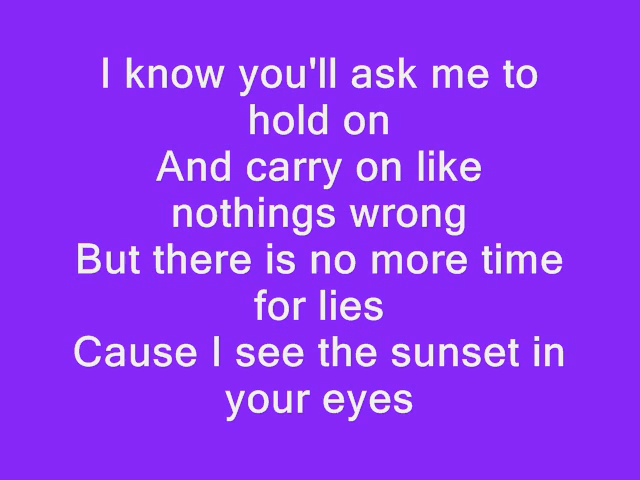 I know you'll ask me to
hold on
And carry on like
nothings wrong
But there is no more time
for lies
Cause I see the sunset in
your eyes